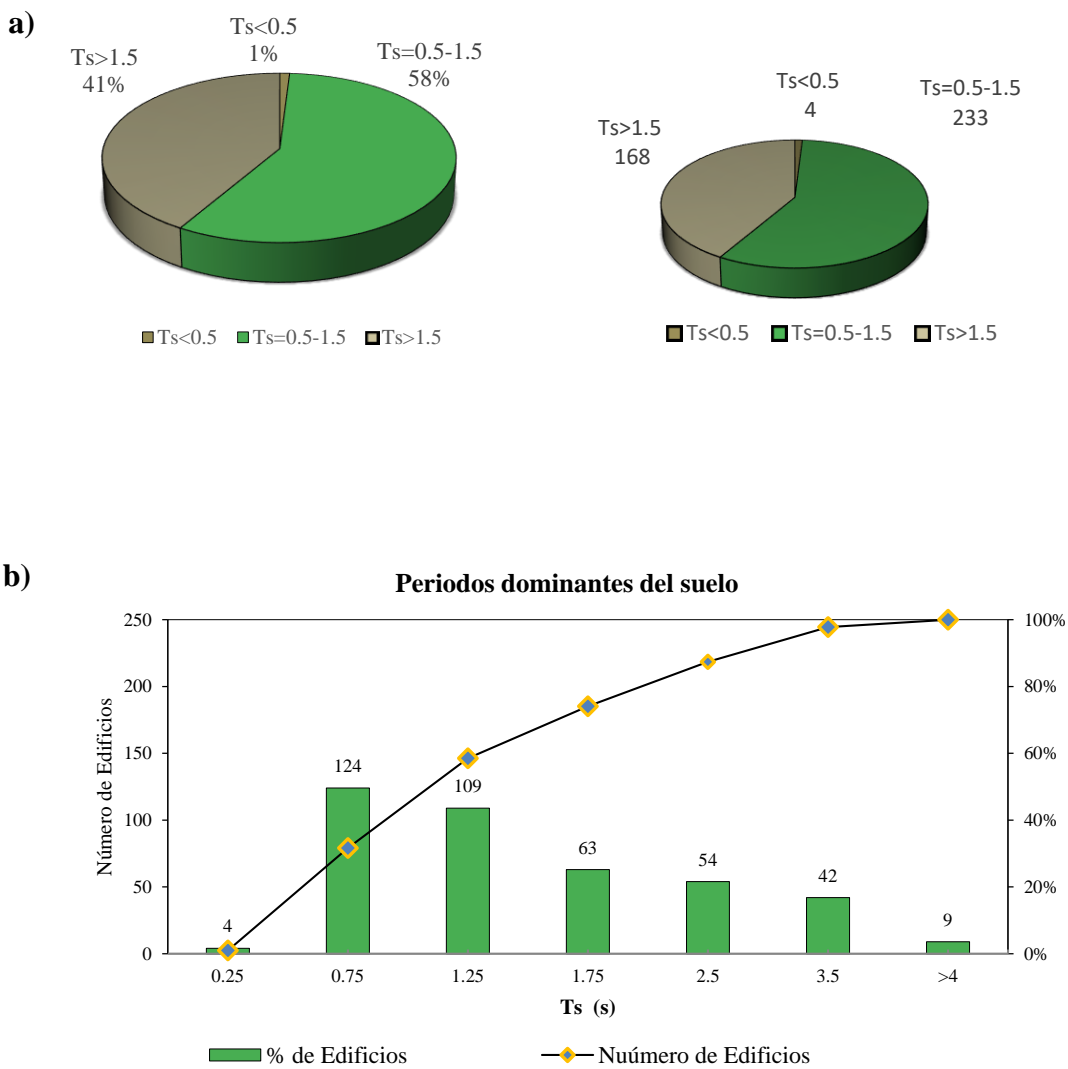 a)
Ts<0.5
1%
Ts=0.5-1.5
58%
Ts>1.5
41%
Ts<0.5 Ts=0.5-1.5 Ts>1.5
Ts<0.5
4
Ts=0.5-1.5
233
Ts>1.5
168
Ts<0.5 Ts=0.5-1.5 Ts>1.5
b)
Periodos dominantes del suelo
Número de Edificios
250
200
150
100
50
0
100%
80%
60%
40%
20%
0%
4
124
109
63
54
42
9
0.25 0.75 1.25 1.75 2.5 3.5 >4
Ts (s)
% de Edificios Nuúmero de Edificios